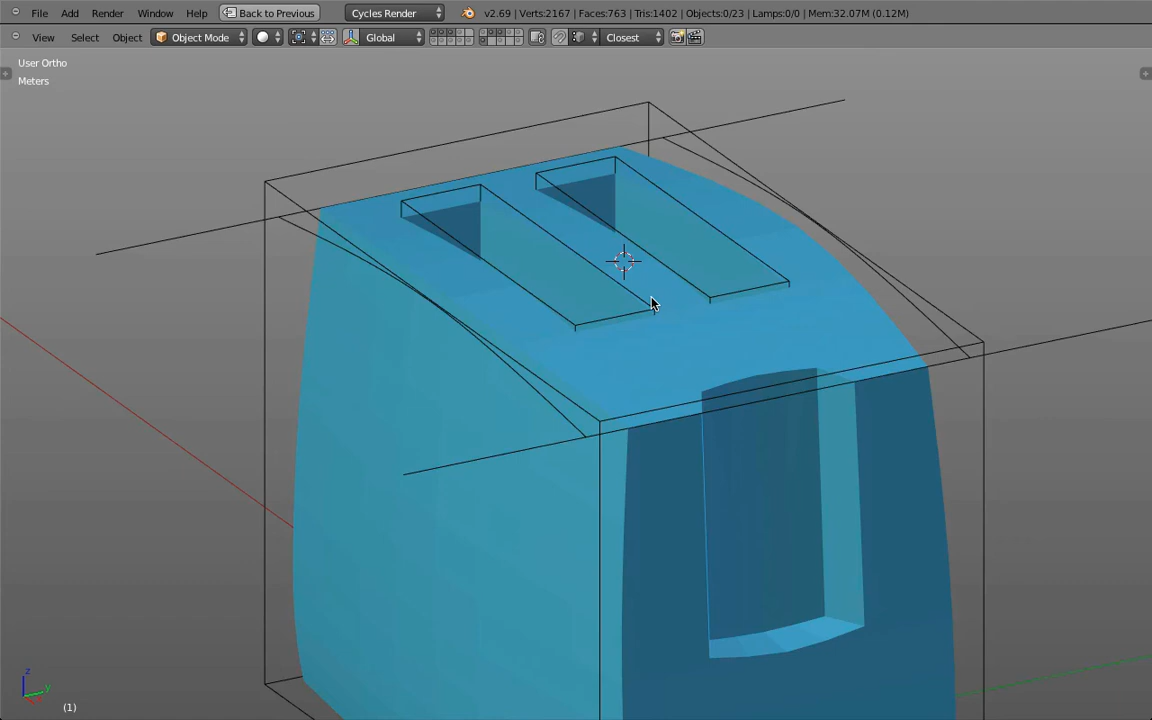 File Add Render Window Help Back to Previous Cycles Render v2.69 | Verts:2167 | Faces:763 | Tris:1402 | Objects:0/23 | Lamps:0/0 | Mem:32.07M (0.12M)
View Select Object Object Mode Global Closest
User Ortho
Meters
z
y
(1)